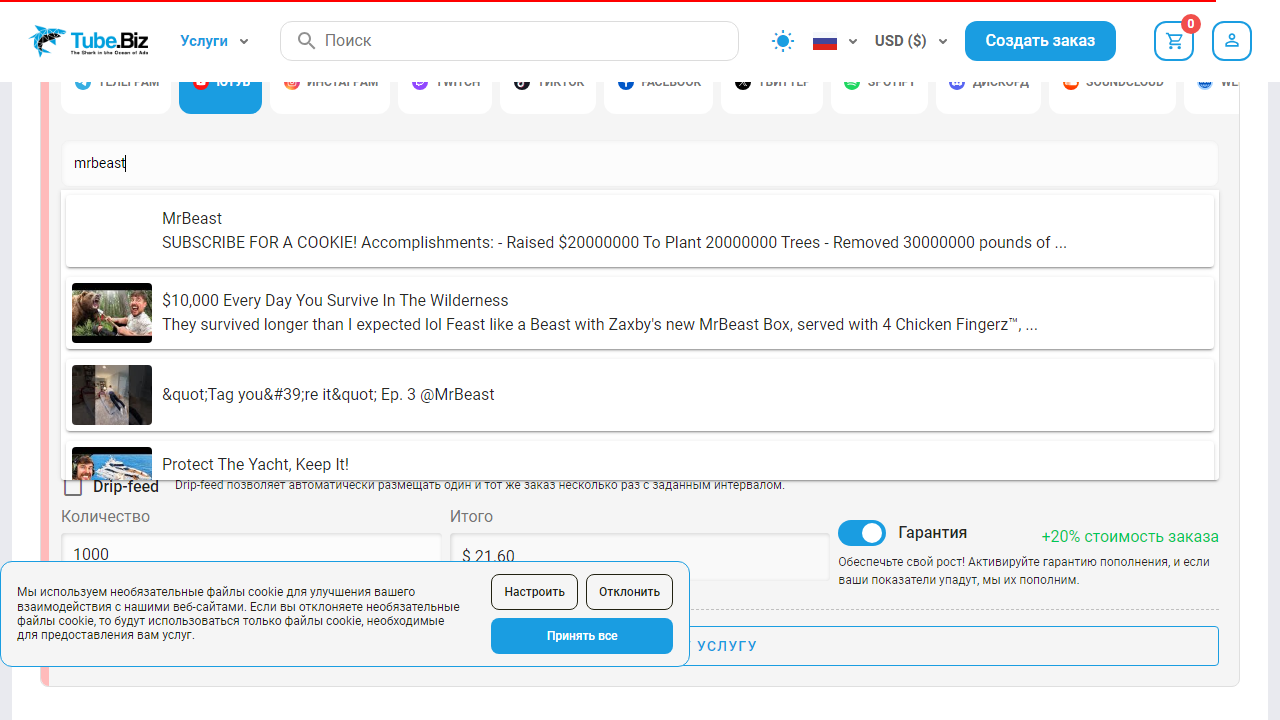 Tube.Biz
The Shark in the Ocean of Ads
Услуги
Поиск
USD ($)
Создать заказ
0
ТЕЛЕГРАМ
ЮТУБ
ИНСТАГРАМ
TWITCH
ТИКТОК
FACEBOOK
ТВИТТЕР
SPOTIFY
ДИСКОРД
SOUNDCLOUD
WE
mrbeast
MrBeast
SUBSCRIBE FOR A COOKIE! Accomplishments: - Raised $20000000 To Plant 20000000 Trees - Removed 30000000 pounds of ...
$10,000 Every Day You Survive In The Wilderness
They survived longer than I expected lol Feast like a Beast with Zaxby's new MrBeast Box, served with 4 Chicken Fingerz™, ...
&quot;Tag you&#39;re it&quot; Ep. 3 @MrBeast
Protect The Yacht, Keep It!
Drip-feed
Drip-feed позволяет автоматически размещать один и тот же заказ несколько раз с заданным интервалом.
Количество
Итого
1000
$ 21.60
Гарантия
+20% стоимость заказа
Обеспечьте свой рост! Активируйте гарантию пополнения, и если
ваши показатели упадут, мы их пополним.
УСЛУГУ
Мы используем необязательные файлы cookie для улучшения вашего
взаимодействия с нашими веб-сайтами. Если вы отклоняете необязательные
файлы cookie, то будут использоваться только файлы cookie, необходимые
для предоставления вам услуг.
Настроить
Отклонить
Принять все